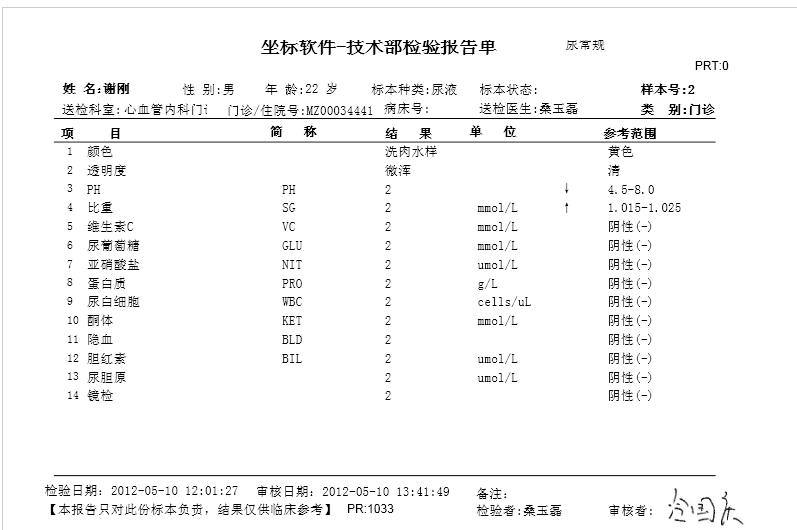 坐标软件-技术部检验报告单 尿常规
PRT:0
姓 名:谢刚 性 别:男 年 龄:22 岁 标本种类:尿液 标本状态: 样本号:2
送检科室:心血管内科门 门诊/住院号:MZ00034441 病床号: 送检医生:桑玉磊 类 别:门诊
项 目 简 称 结 果 单 位 参考范围
1 颜色 洗肉水样 黄色
2 透明度 微浑 清
3 PH PH 2 ↓ 4.5-8.0
4 比重 SG 2 mmol/L ↑ 1.015-1.025
5 维生素C VC 2 mmol/L 阴性(-)
6 尿葡萄糖 GLU 2 mmol/L 阴性(-)
7 亚硝酸盐 NIT 2 umol/L 阴性(-)
8 蛋白质 PRO 2 g/L 阴性(-)
9 尿白细胞 WBC 2 cells/uL 阴性(-)
10 酮体 KET 2 mmol/L 阴性(-)
11 隐血 BLD 2 阴性(-)
12 胆红素 BIL 2 umol/L 阴性(-)
13 尿胆原 2 umol/L 阴性(-)
14 镜检 2 阴性(-)
检验日期: 2012-05-10 12:01:27 审核日期:2012-05-10 13:41:49 备注:
【本报告只对此份标本负责,结果仅供临床参考】 PR:1033 检验者:桑玉磊 审核者: